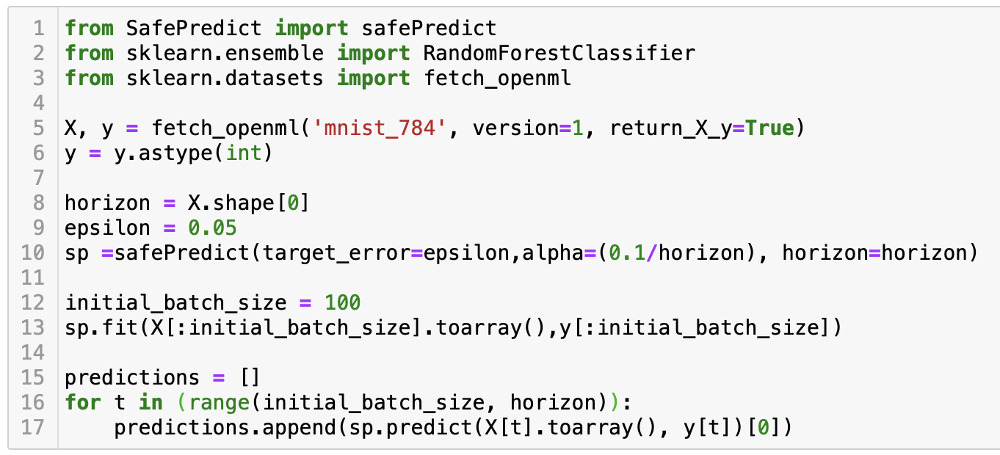 1 from SafePredict import safePredict
2 from sklearn.ensemble import RandomForestClassifier
3 from sklearn.datasets import fetch_openml
4
5 X, y = fetch_openml('mnist_784', version=1, return_X_y=True)
6 y = y.astype(int)
7
8 horizon = X.shape[0]
9 epsilon = 0.05
10 sp =safePredict(target_error=epsilon,alpha=(0.1/horizon), horizon=horizon)
11
12 initial_batch_size = 100
13 sp.fit(X[:initial_batch_size].toarray(),y[:initial_batch_size])
14
15 predictions = []
16 for t in (range(initial_batch_size, horizon)):
17     predictions.append(sp.predict(X[t].toarray(), y[t])[0])